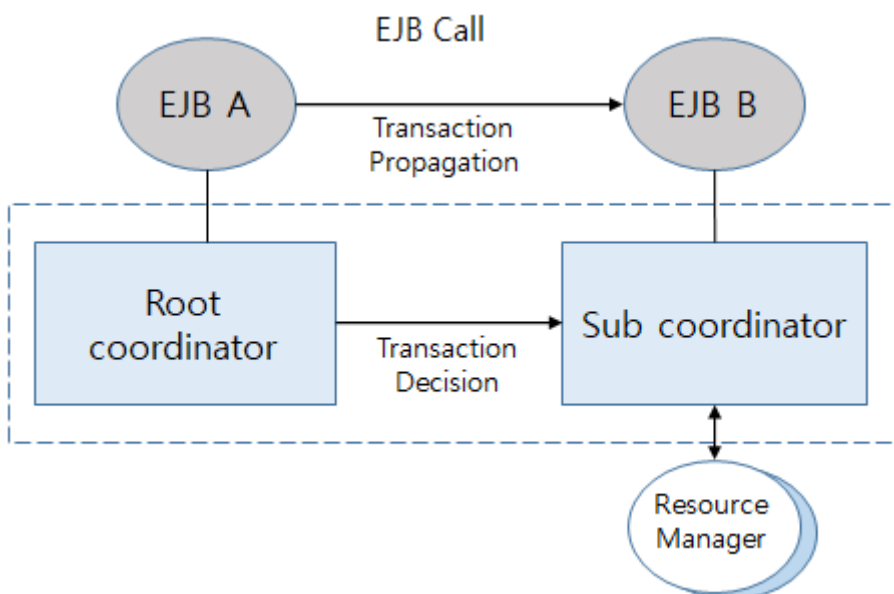 EJB Call
EJB A
EJB B
Transaction
Propagation
Root
coordinator
Sub coordinator
Transaction
Decision
Resource
Manager